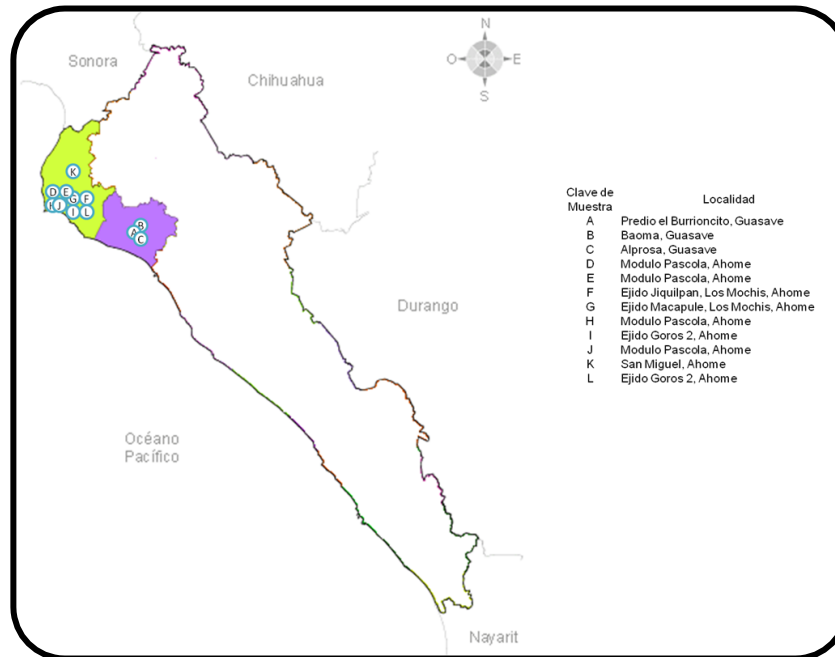 Sonora
Chihuahua
N
O E
S
K
D E
G F
H J
I L
B
A
C
Durango
Océano
Pacífico
Nayarit
Clave de
Muestra Localidad
A Predio el Burrioncito, Guasave
B Baoma, Guasave
C Alprosa, Guasave
D Modulo Pascola, Ahome
E Modulo Pascola, Ahome
F Ejido Jiquilpan, Los Mochis, Ahome
G Ejido Macapule, Los Mochis, Ahome
H Modulo Pascola, Ahome
I Ejido Goros 2, Ahome
J Modulo Pascola, Ahome
K San Miguel, Ahome
L Ejido Goros 2, Ahome